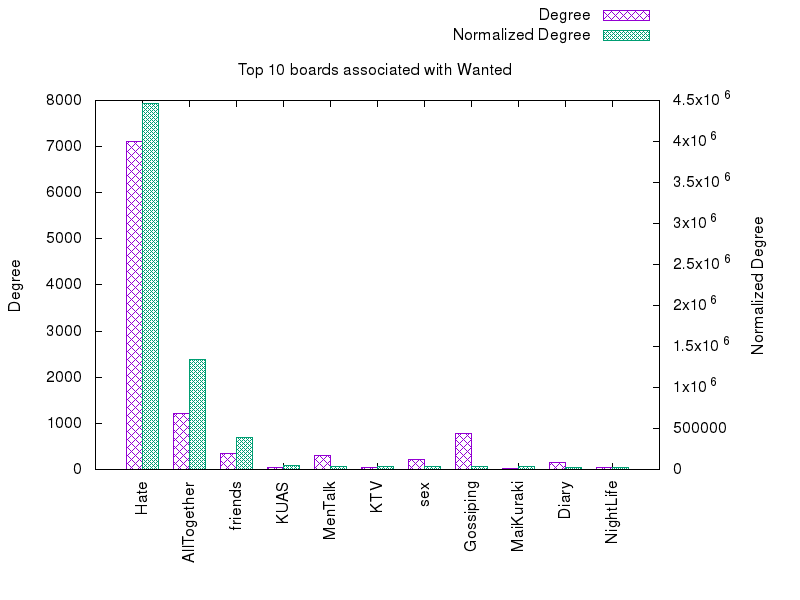 Degree
Normalized Degree
Top 10 boards associated with Wanted
8000
7000
6000
5000
4000
3000
2000
1000
0
Degree
4.5x10 6
4x10 6
3.5x10 6
3x10 6
2.5x10 6
2x10 6
1.5x10 6
1x10 6
500000
0
Normalized Degree
Hate
AllTogether
friends
KUAS
MenTalk
KTV
sex
Gossiping
MaiKuraki
Diary
NightLife